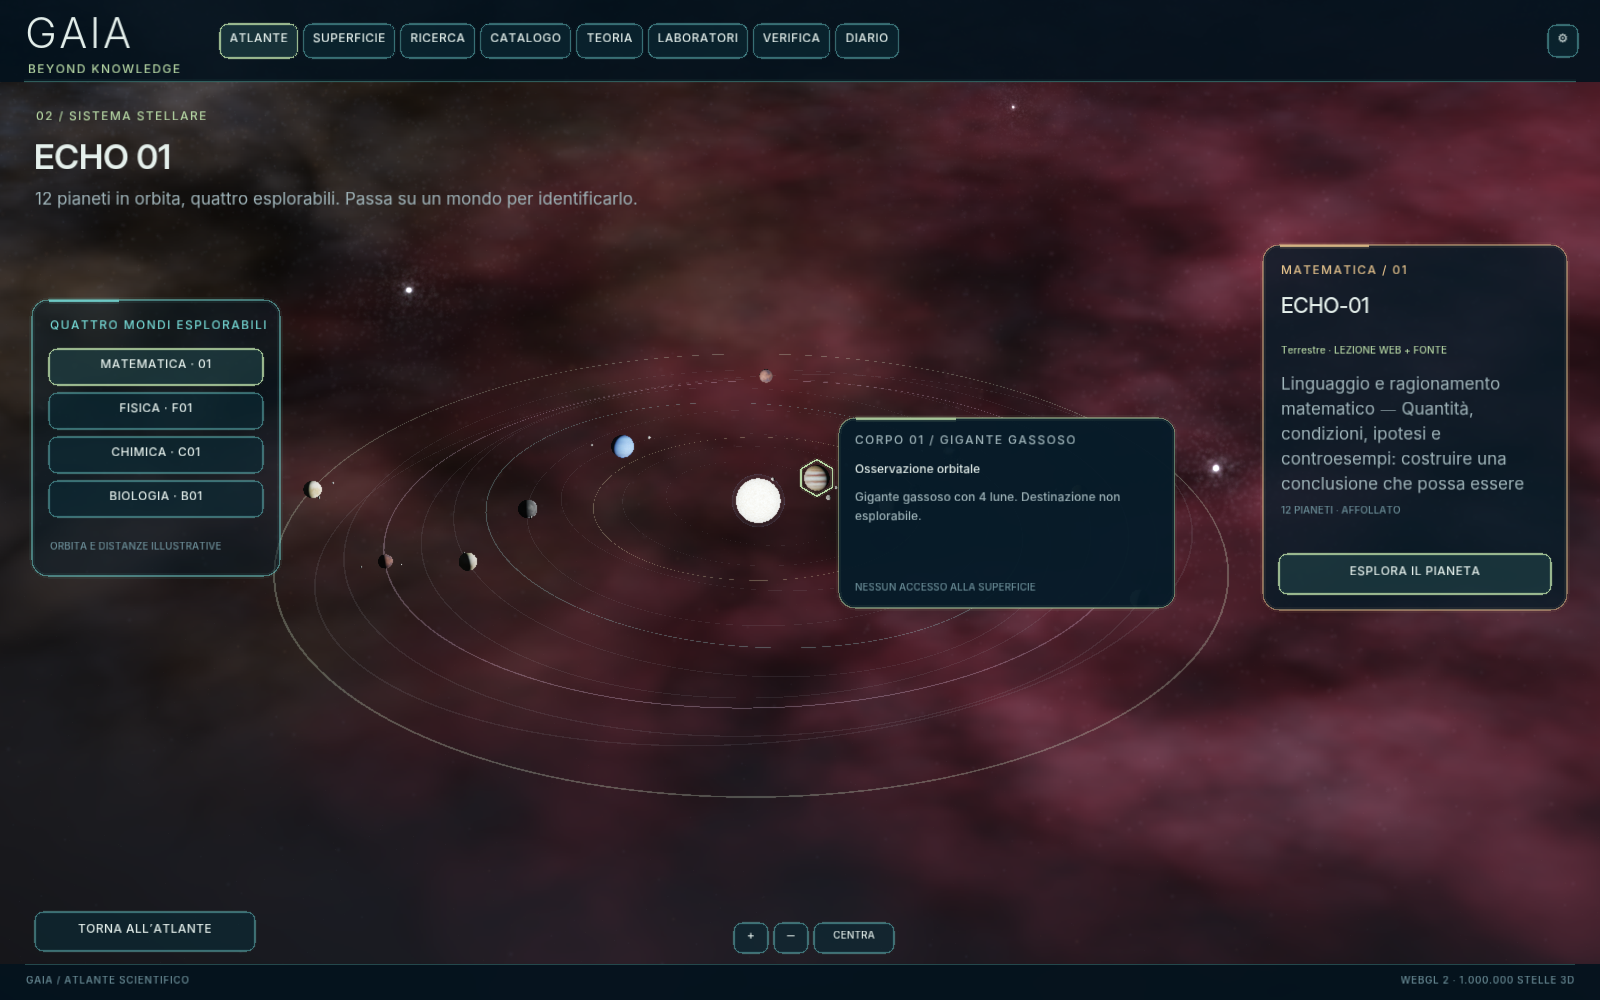 GAIA
BEYOND KNOWLEDGE
ATLANTE
SUPERFICIE
RICERCA
CATALOGO
TEORIA
LABORATORI
VERIFICA
DIARIO
02 / SISTEMA STELLARE
ECHO 01
12 pianeti in orbita, quattro esplorabili. Passa su un mondo per identificarlo.
QUATTRO MONDI ESPLORABILI
MATEMATICA · 01
FISICA · F01
CHIMICA · C01
BIOLOGIA · B01
ORBITA E DISTANZE ILLUSTRATIVE
CORPO 01 / GIGANTE GASSOSO
Osservazione orbitale
Gigante gassoso con 4 lune. Destinazione non
esplorabile.
NESSUN ACCESSO ALLA SUPERFICIE
MATEMATICA / 01
ECHO-01
Terrestre · LEZIONE WEB + FONTE
Linguaggio e ragionamento
matematico — Quantità,
condizioni, ipotesi e
controesempi: costruire una
conclusione che possa essere
12 PIANETI · AFFOLLATO
ESPLORA IL PIANETA
TORNA ALL'ATLANTE
+
—
CENTRA
GAIA / ATLANTE SCIENTIFICO
WEBGL 2 · 1.000.000 STELLE 3D